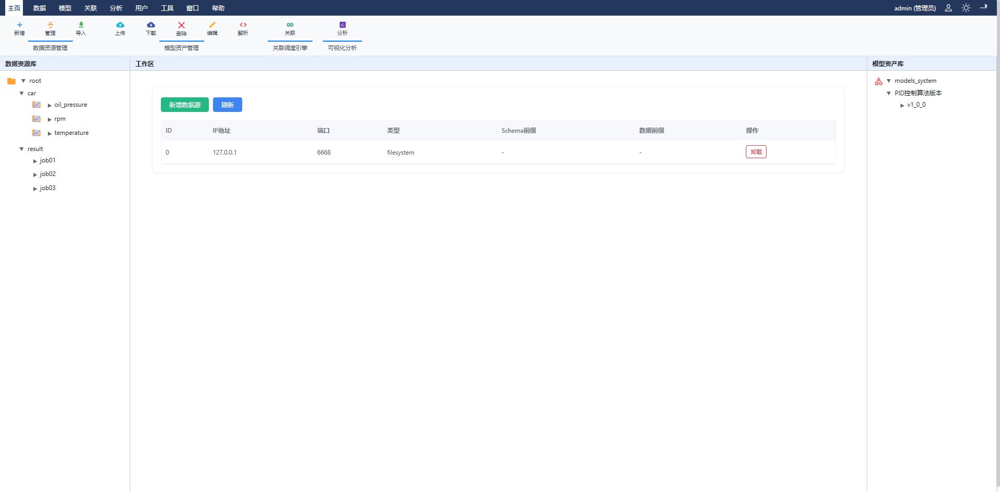 主页 数据 模型 关联 分析 用户 工具 窗口 帮助 admin (管理员)
新增 管理 导入 上传 下载 删除 编辑 解析 关联 分析
数据资源管理 模型资产管理 关联调度引擎 可视化分析
数据资源库
root
car
oil_pressure
rpm
temperature
result
job01
job02
job03
工作区
新增数据源 刷新
ID IP地址 端口 类型 Schema前缀 数据前缀 操作
0 127.0.0.1 6668 filesystem - - 卸载
模型资产库
models_system
PID控制算法版本
v1_0_0